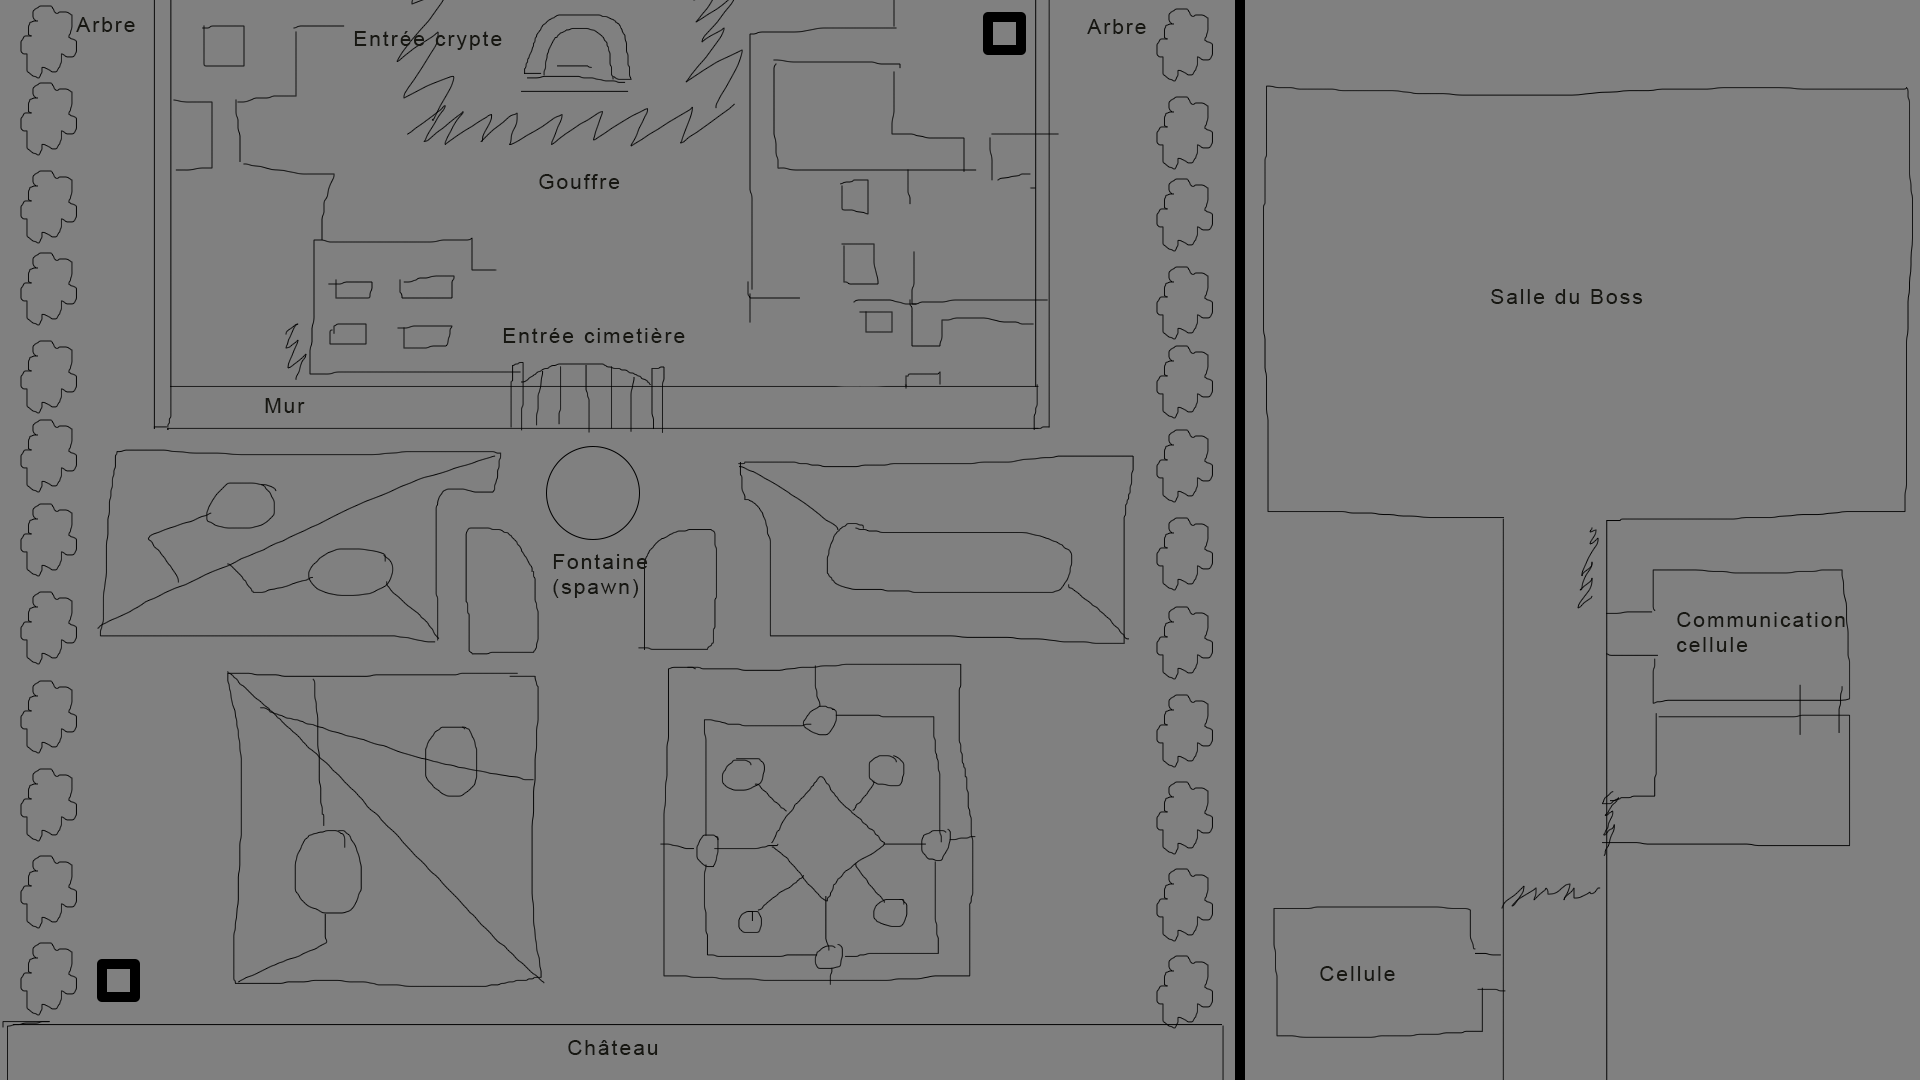 Arbre
Entrée crypte
Arbre
Gouffre
Entrée cimetière
Mur
Fontaine
(spawn)
Château
Salle du Boss
Communication
cellule
Cellule